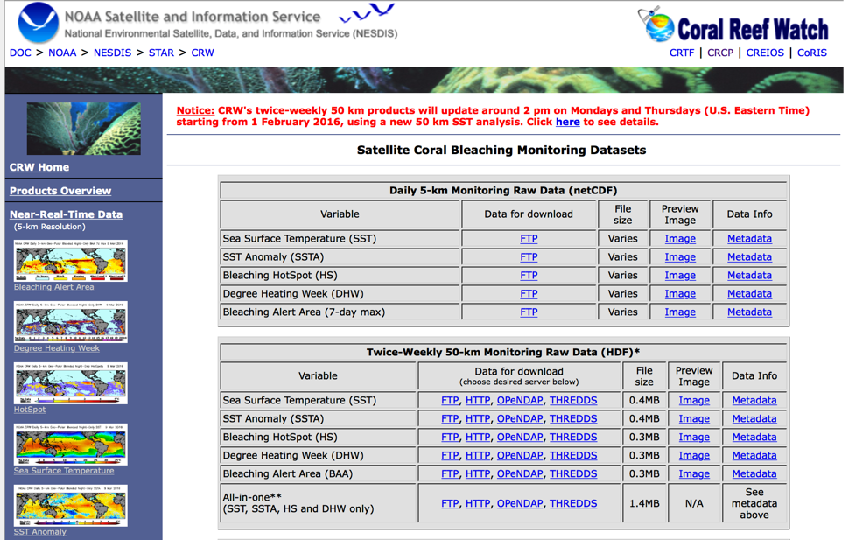 NOAA Satellite and Information Service
National Environmental Satellite, Data, and Information Service (NESDIS)
Coral Reef Watch
DOC > NOAA > NESDIS > STAR > CRW
CRTF | CRCP | CREIOS | CoRIS
CRW Home
Products Overview
Near-Real-Time Data
(5-km Resolution)
Bleaching Alert Area
Degree Heating Week
HotSpot
Sea Surface Temperature
SST Anomaly
Notice: CRW's twice-weekly 50 km products will update around 2 pm on Mondays and Thursdays (U.S. Eastern Time)
starting from 1 February 2016, using a new 50 km SST analysis. Click here to see details.
Satellite Coral Bleaching Monitoring Datasets
Daily 5-km Monitoring Raw Data (netCDF)
Variable Data for download File size Preview Image Data Info
Sea Surface Temperature (SST) FTP Varies Image Metadata
SST Anomaly (SSTA) FTP Varies Image Metadata
Bleaching HotSpot (HS) FTP Varies Image Metadata
Degree Heating Week (DHW) FTP Varies Image Metadata
Bleaching Alert Area (7-day max) FTP Varies Image Metadata
Twice-Weekly 50-km Monitoring Raw Data (HDF)*
Variable Data for download (choose desired server below) File size Preview Image Data Info
Sea Surface Temperature (SST) FTP, HTTP, OPeNDAP, THREDDS 0.4MB Image Metadata
SST Anomaly (SSTA) FTP, HTTP, OPeNDAP, THREDDS 0.4MB Image Metadata
Bleaching HotSpot (HS) FTP, HTTP, OPeNDAP, THREDDS 0.3MB Image Metadata
Degree Heating Week (DHW) FTP, HTTP, OPeNDAP, THREDDS 0.3MB Image Metadata
Bleaching Alert Area (BAA) FTP, HTTP, OPeNDAP, THREDDS 0.3MB Image Metadata
All-in-one**
(SST, SSTA, HS and DHW only) FTP, HTTP, OPeNDAP, THREDDS 1.4MB N/A See metadata above